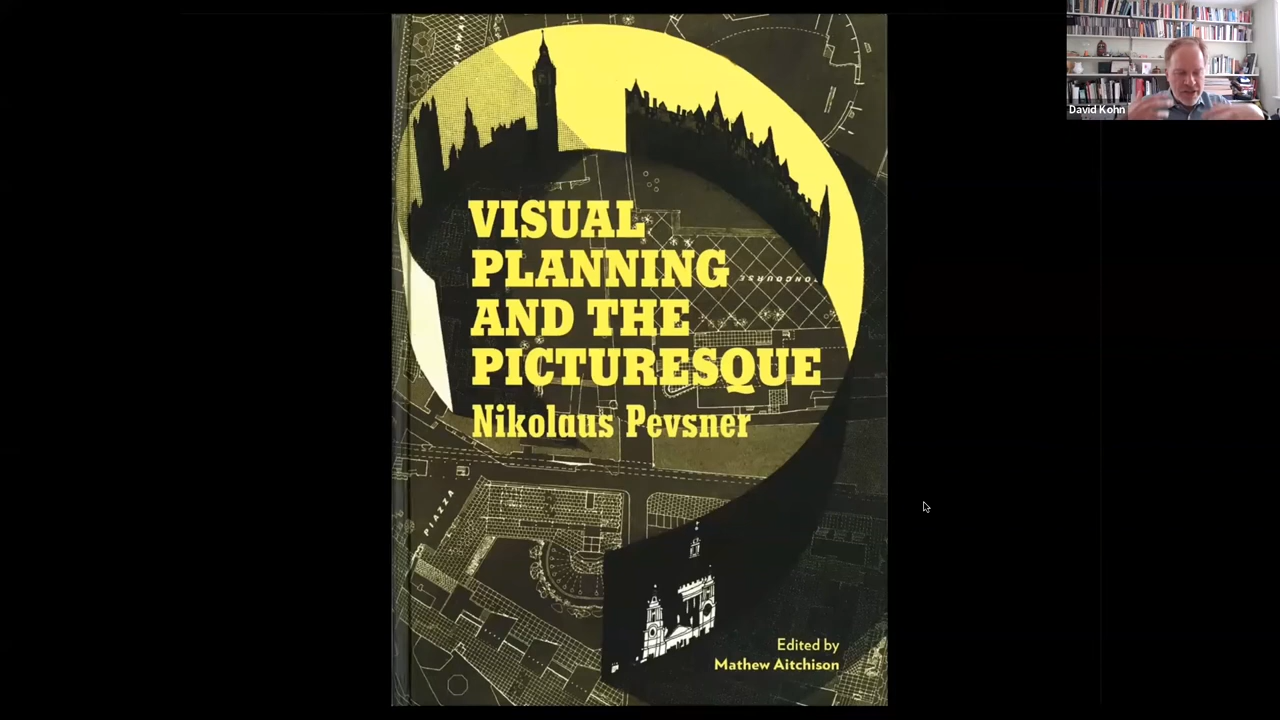 David Kohn
VISUAL
PLANNING
AND THE
PICTURESQUE
Nikolaus Pevsner
CONCOURSE
PIAZZA
Edited by
Mathew Aitchison